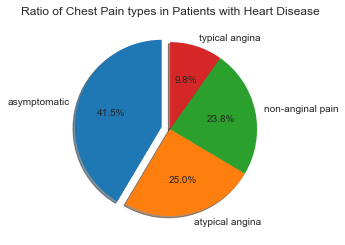 Ratio of Chest Pain types in Patients with Heart Disease
typical angina
9.8%
asymptomatic
41.5%
non-anginal pain
23.8%
25.0%
atypical angina